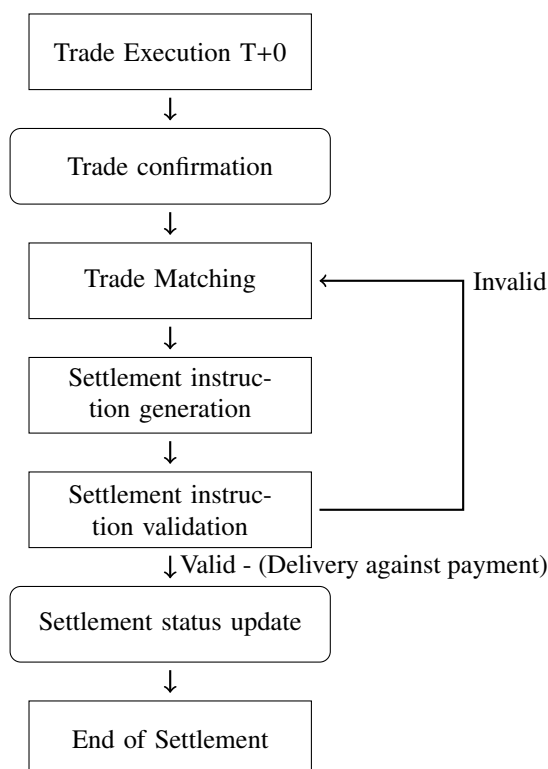 Trade Execution T+0
Trade confirmation
Trade Matching
Invalid
Settlement instruc-
tion generation
Settlement instruc-
tion validation
Valid - (Delivery against payment)
Settlement status update
End of Settlement